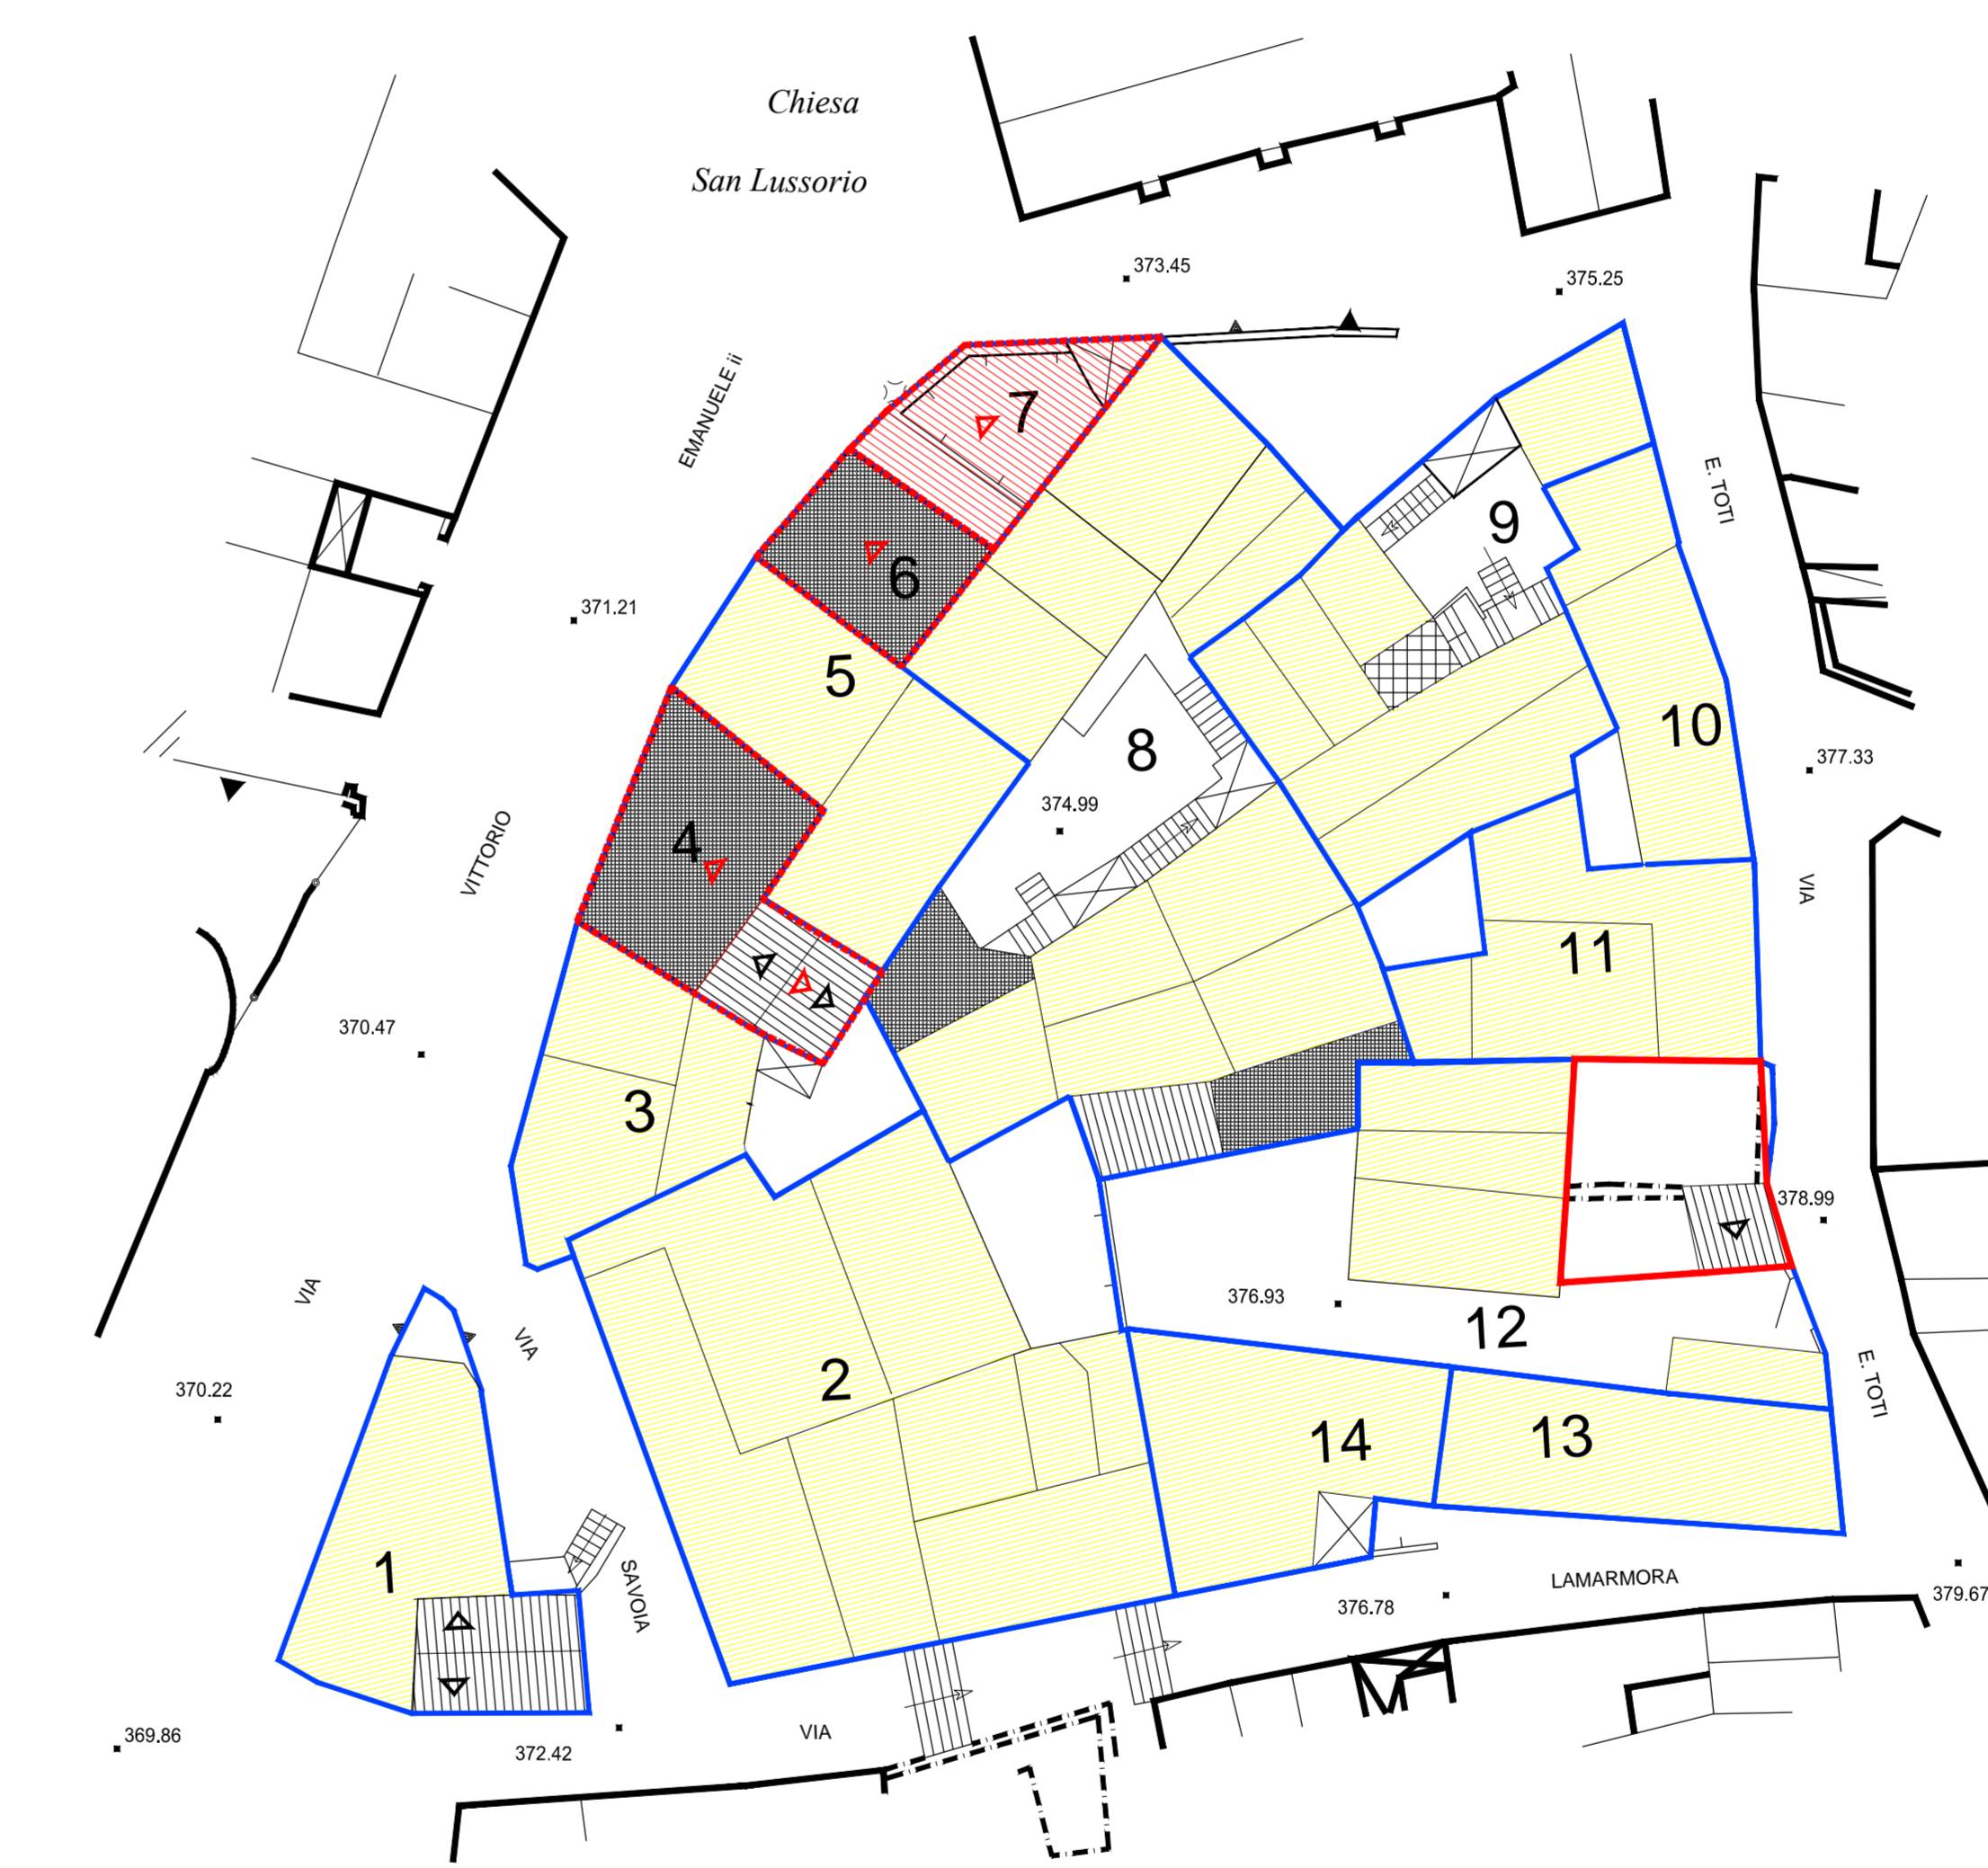 Chiesa
San Lussorio
373.45
375.25
EMANUELE ii
7
E. TOTI
9
6
371.21
5
10
8
377.33
374.99
4
VITTORIO
VIA
11
370.47
3
378.99
VIA
376.93
12
VIA
2
370.22
E. TOTI
14
13
1
SAVOIA
LAMARMORA
376.78
379.67
VIA
369.86
372.42